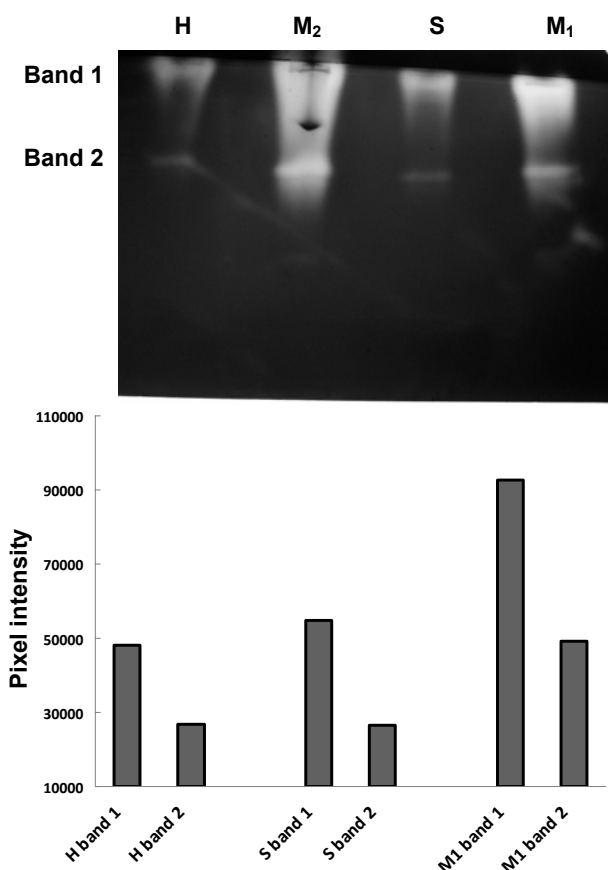 H M₂ S M₁
Band 1
Band 2
110000
90000
70000
50000
30000
10000
Pixel intensity
H band 1
H band 2
S band 1
S band 2
M1 band 1
M1 band 2